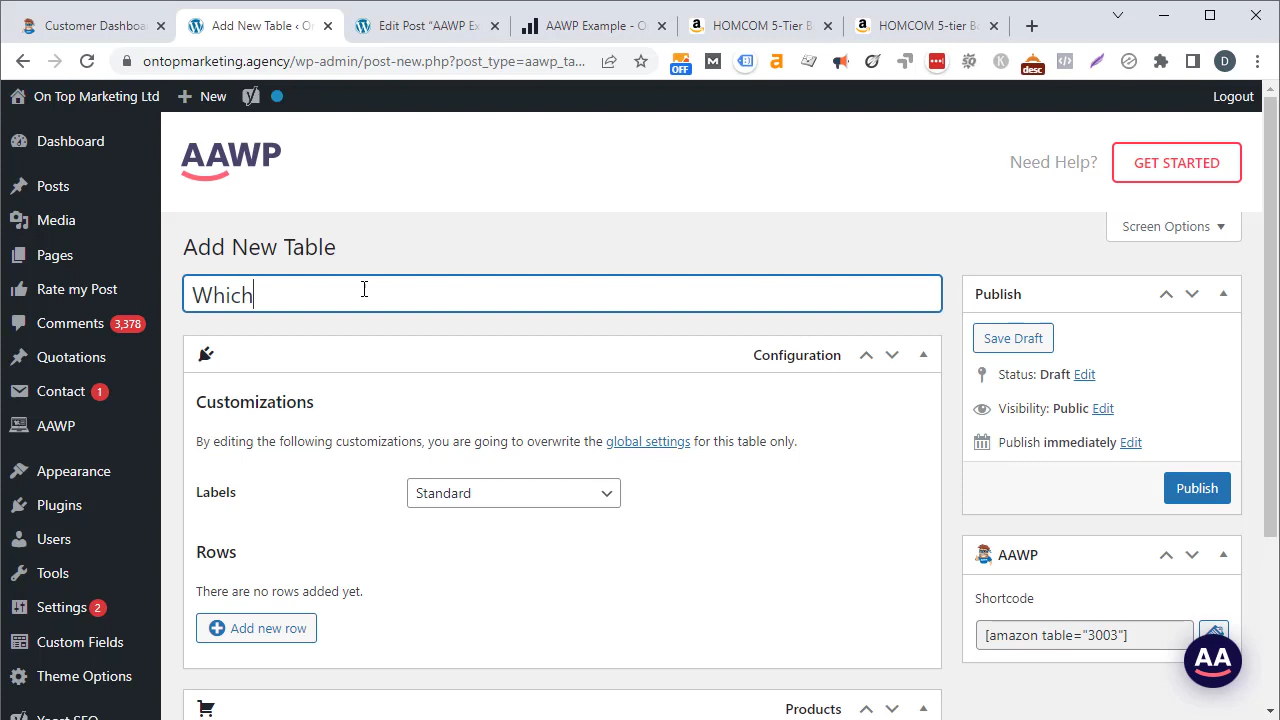 Customer Dashboa
Add New Table ‹ O
Edit Post "AAWP Ex
AAWP Example - O
HOMCOM 5-Tier B
HOMCOM 5-tier B
ontopmarketing.agency/wp-admin/post-new.php?post_type=aawp_ta...
OFF
M
a
desc
D
On Top Marketing Ltd
New
Logout
Dashboard
Posts
Media
Pages
Rate my Post
Comments 3,378
Quotations
Contact 1
AAWP
Appearance
Plugins
Users
Tools
Settings 2
Custom Fields
Theme Options
Yoast SEO
AAWP
Need Help?
GET STARTED
Screen Options
Add New Table
Which
Configuration
Customizations
By editing the following customizations, you are going to overwrite the global settings for this table only.
Labels
Standard
Rows
There are no rows added yet.
Add new row
Products
Publish
Save Draft
Status: Draft Edit
Visibility: Public Edit
Publish immediately Edit
Publish
AAWP
Shortcode
[amazon table="3003"]
AA